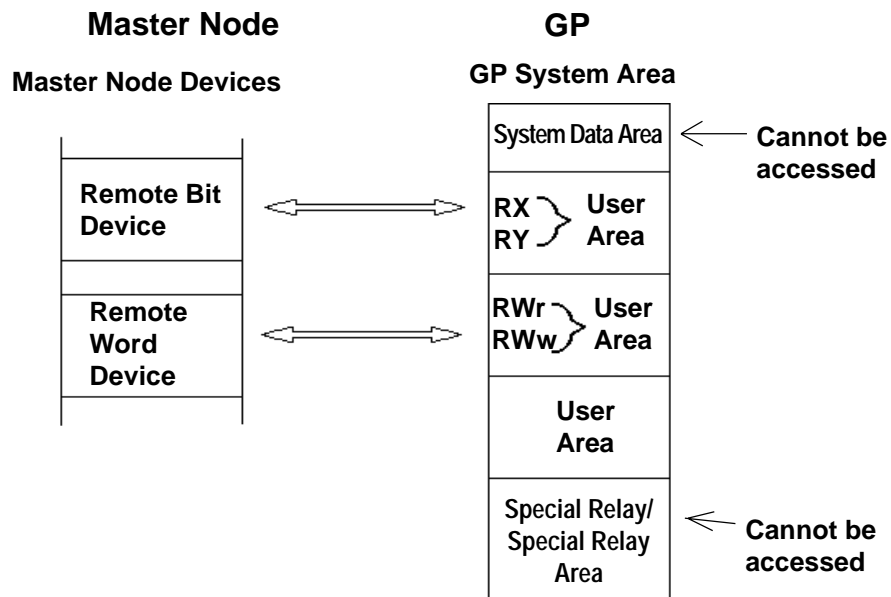 Master Node
GP
Master Node Devices
GP System Area
System Data Area
Cannot be
accessed
Remote Bit
Device
RX
RY
User
Area
Remote
Word
Device
RWr
RWw
User
Area
User
Area
Special Relay/
Special Relay
Area
Cannot be
accessed